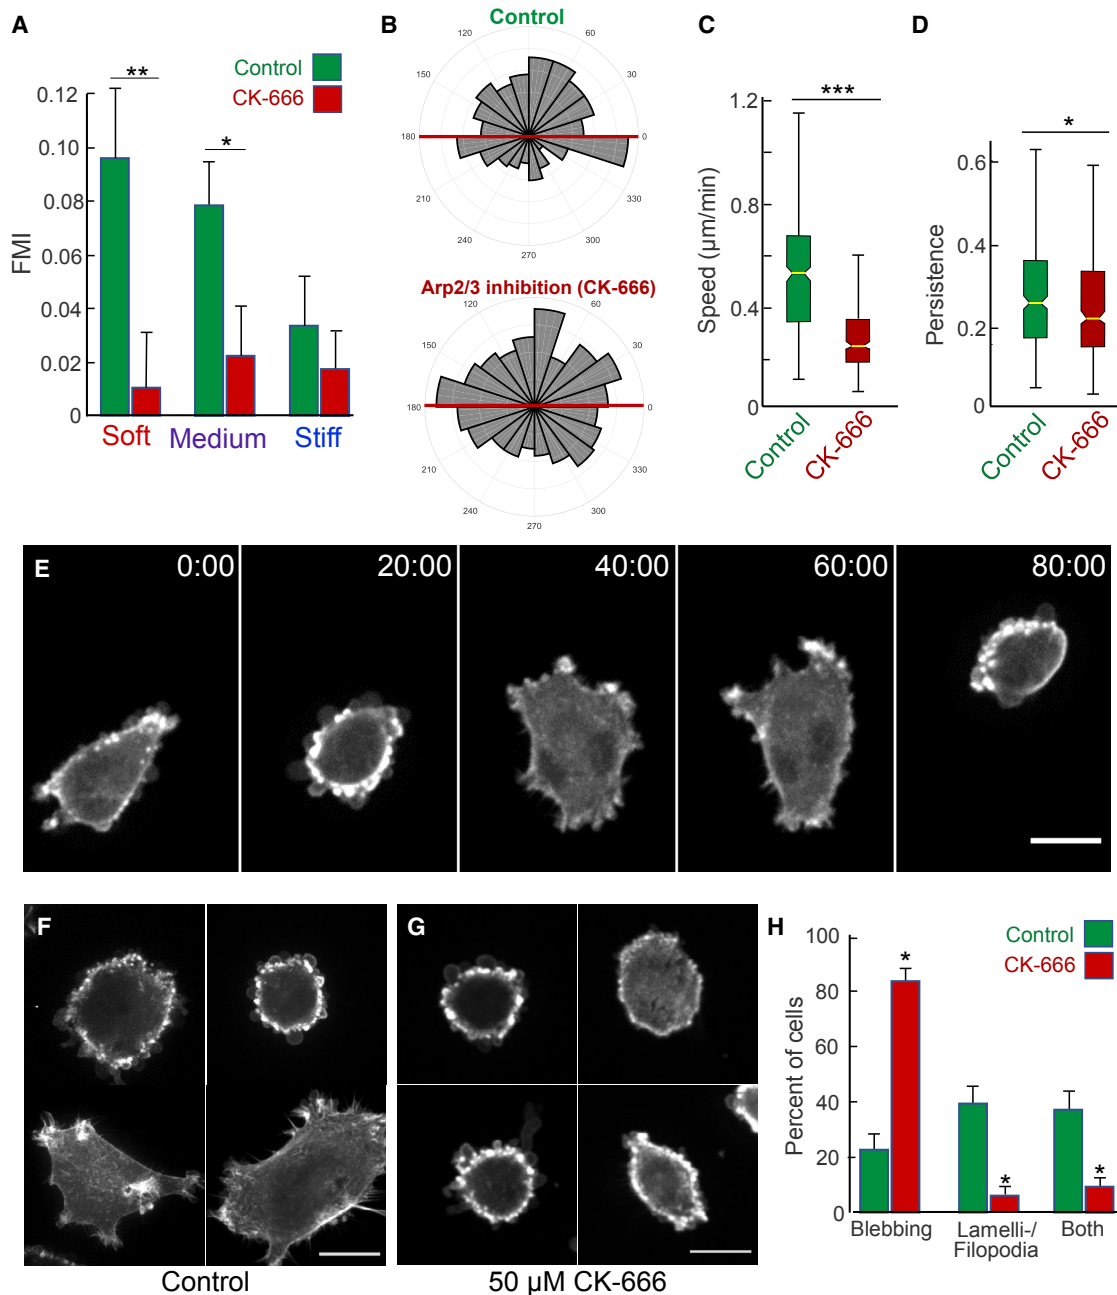 A
Control
CK-666
**
*
FMI
0.12
0.10
0.08
0.06
0.04
0.02
0
Soft
Medium
Stiff
B
Control
120
60
150
30
180
0
210
330
240
300
270
Arp2/3 inhibition (CK-666)
120
60
150
30
180
0
210
330
240
300
270
C
***
Speed (µm/min)
1.2
0.8
0.4
0
Control
CK-666
D
*
Persistence
0.6
0.4
0.2
0
Control
CK-666
E
0:00
20:00
40:00
60:00
80:00
F
Control
G
50 µM CK-666
H
Control
CK-666
Percent of cells
100
80
60
40
20
0
*
*
*
Blebbing
Lamelli-/
Filopodia
Both